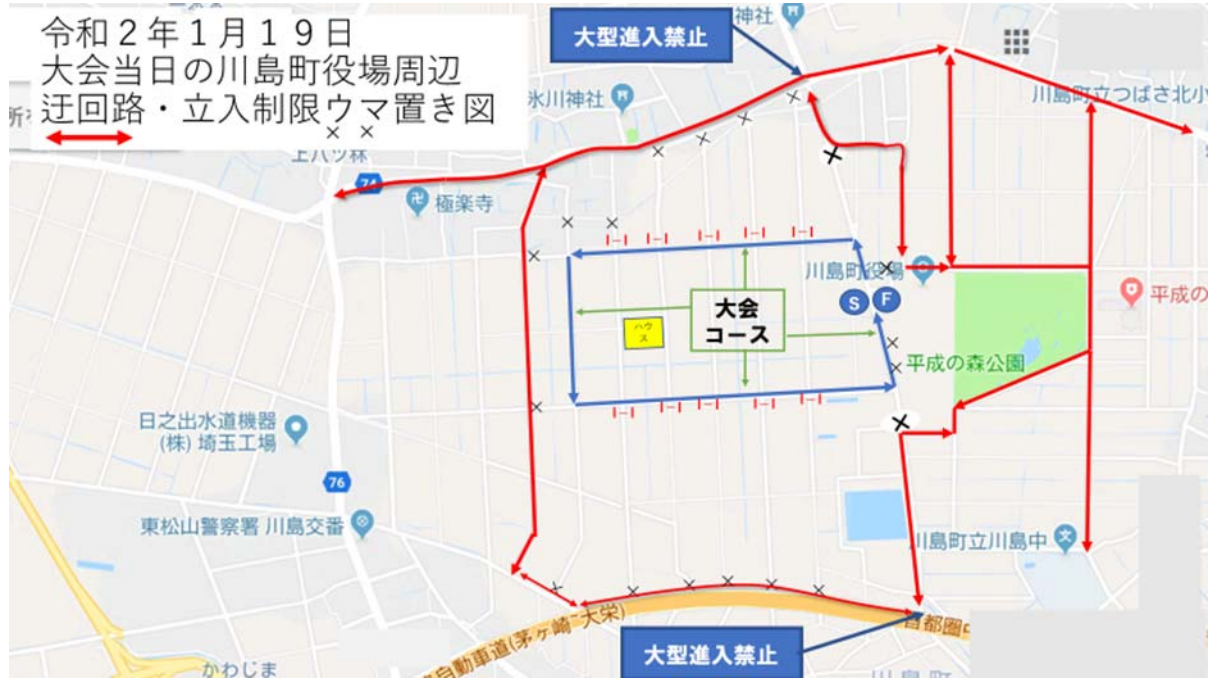 令和２年１月１９日
大会当日の川島町役場周辺
迂回路・立入制限ウマ置き図
× ×
大型進入禁止
神社
氷川神社
川島町立つばさ北小
所
上八ツ林
74
極楽寺
川島町役場
平成の
S
F
大会
コース
ハウス
平成の森公園
日之出水道機器
(株) 埼玉工場
76
東松山警察署 川島交番
川島町立川島中
自動車道(茅ヶ崎~大栄)
首都圏中
大型進入禁止
かわじま
川島町